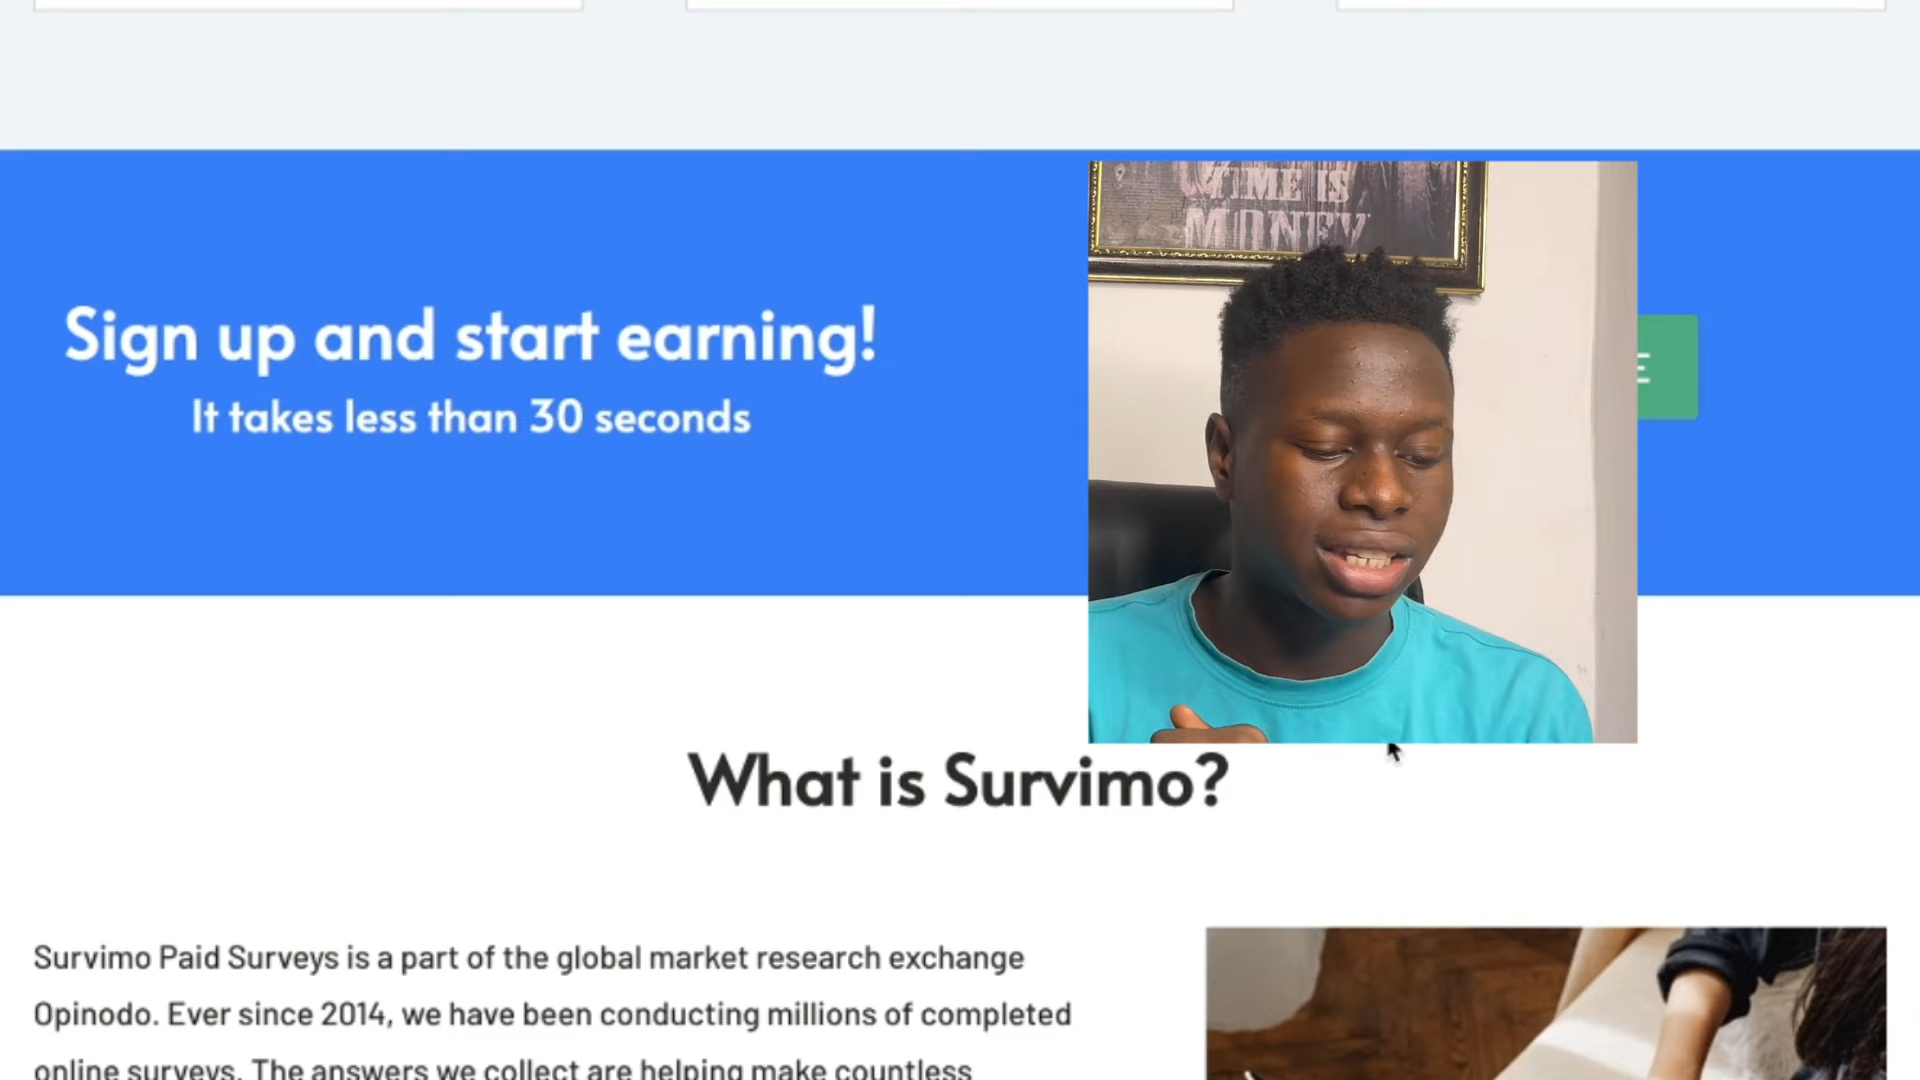 TIME IS
MONEY
Sign up and start earning!
It takes less than 30 seconds
E
What is Survimo?
Survimo Paid Surveys is a part of the global market research exchange
Opinodo. Ever since 2014, we have been conducting millions of completed
online surveys. The answers we collect are helping make countless